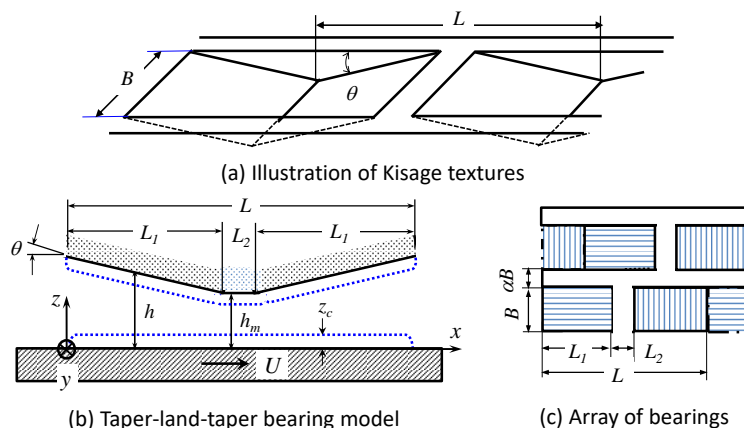 L
B
θ
(a) Illustration of Kisage textures
L
L₁ L₂ L₁
θ
z
h
hₘ
z_c
x
y
U
(b) Taper-land-taper bearing model
αB
B
L₁ L₂
L
(c) Array of bearings